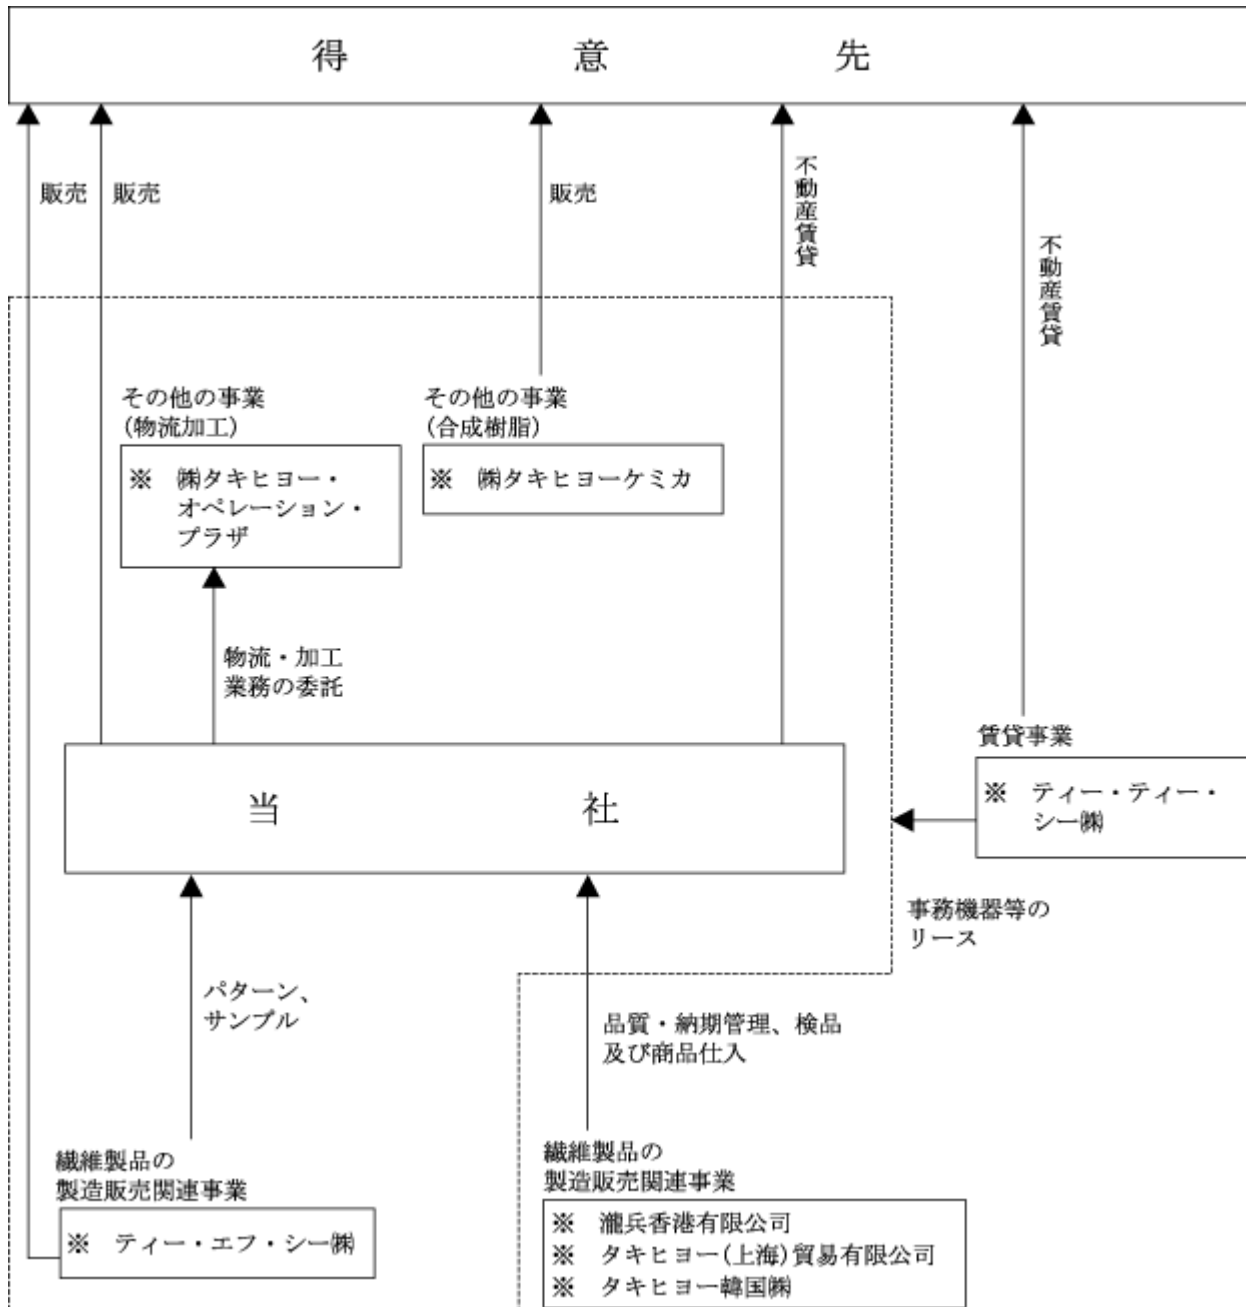 得意先
販売
販売
販売
不動産賃貸
不動産賃貸
その他の事業
(物流加工)
※ ㈱タキヒヨー・
オペレーション・
プラザ
その他の事業
(合成樹脂)
※ ㈱タキヒヨーケミカ
物流・加工
業務の委託
当社
賃貸事業
※ ティー・ティー・
シー㈱
事務機器等の
リース
パターン、
サンプル
品質・納期管理、検品
及び商品仕入
繊維製品の
製造販売関連事業
※ ティー・エフ・シー㈱
繊維製品の
製造販売関連事業
※ 瀧兵香港有限公司
※ タキヒヨー(上海)貿易有限公司
※ タキヒヨー韓国㈱